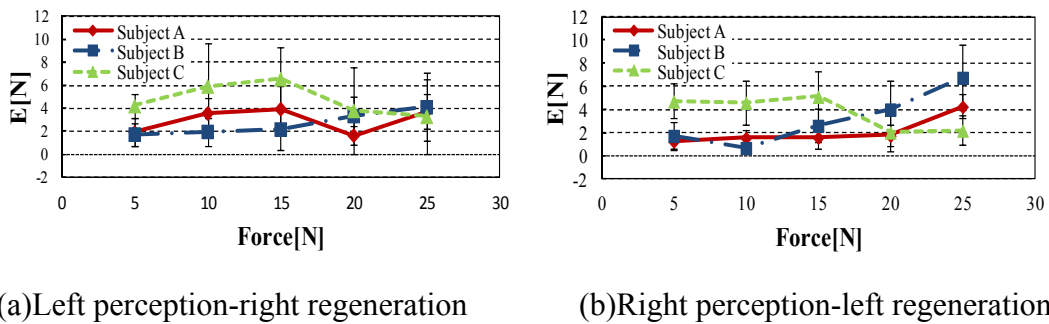 12
10
8
6
4
2
0
-2
E[N]
Subject A
Subject B
Subject C
0 5 10 15 20 25 30
Force[N]
(a)Left perception-right regeneration
12
10
8
6
4
2
0
-2
E[N]
Subject A
Subject B
Subject C
0 5 10 15 20 25 30
Force[N]
(b)Right perception-left regeneration